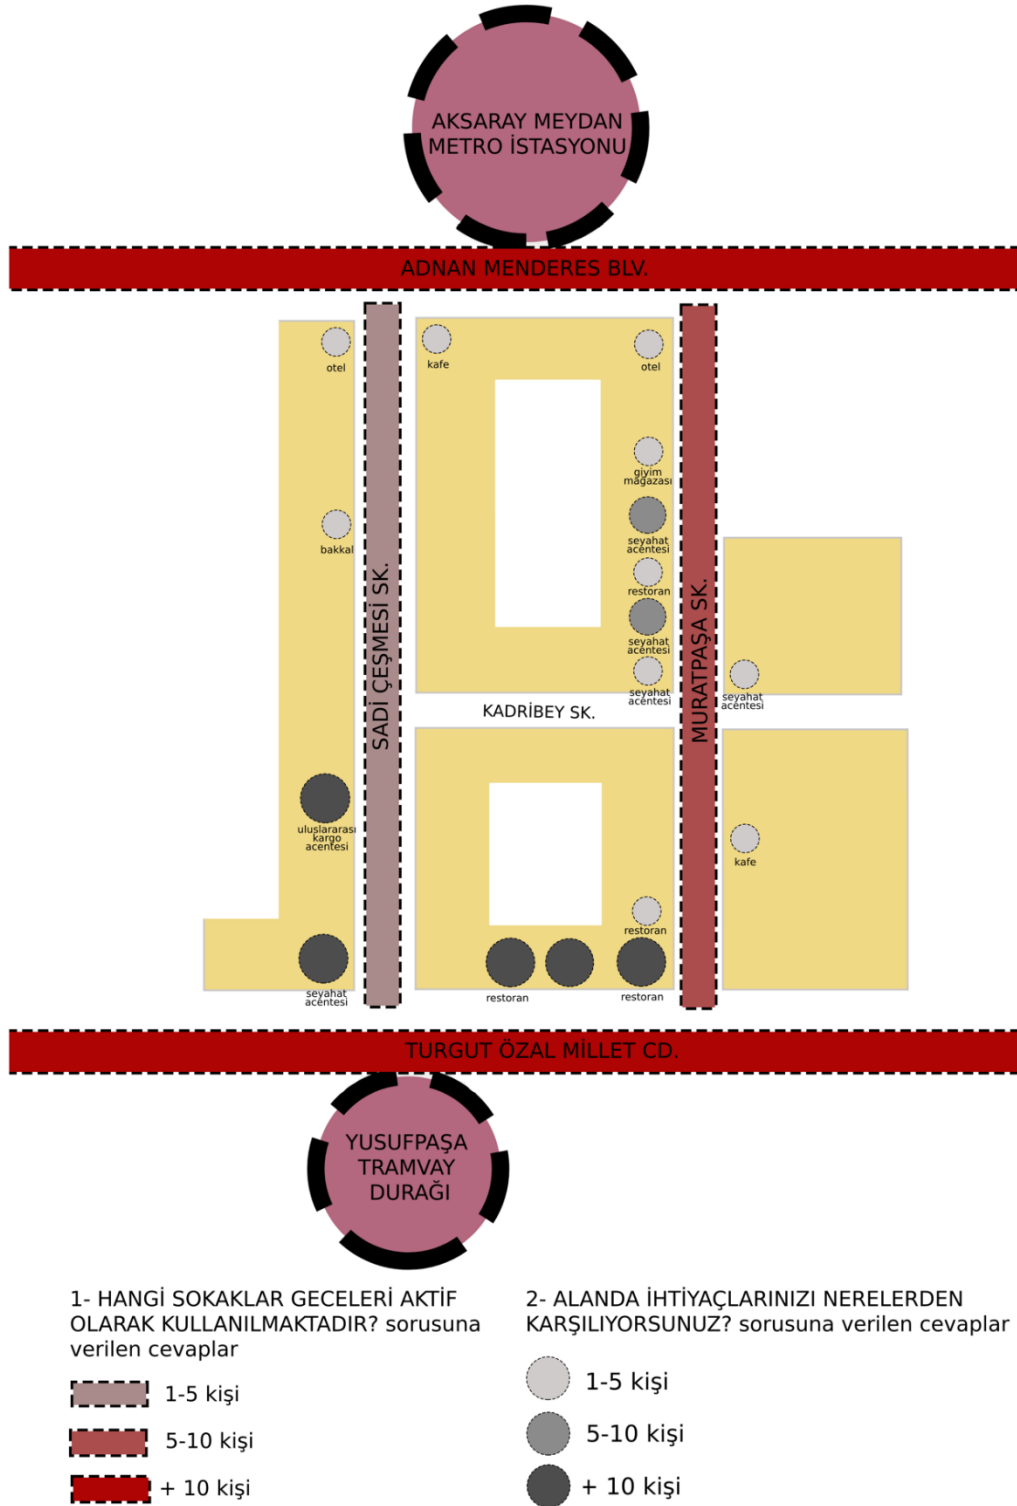 AKSARAY MEYDAN
METRO İSTASYONU
ADNAN MENDERES BLV.
otel
kafe
otel
giyim
mağazası
seyahat
acentesi
bakkal
restoran
seyahat
acentesi
seyahat
acentesi
seyahat
acentesi
SADİ ÇEŞMESİ SK.
MURATPAŞA SK.
KADRIBEY SK.
uluslararası
kargo
acentesi
kafe
restoran
seyahat
acentesi
restoran
restoran
TURGUT ÖZAL MİLLET CD.
YUSUFPAŞA
TRAMVAY
DURAĞI
1- HANGİ SOKAKLAR GECELERİ AKTİF
OLARAK KULLANILMAKTADIR? sorusuna
verilen cevaplar
1-5 kişi
5-10 kişi
+ 10 kişi
2- ALANDA İHTİYAÇLARINIZI NERELERDEN
KARŞILIYORSUNUZ? sorusuna verilen cevaplar
1-5 kişi
5-10 kişi
+ 10 kişi